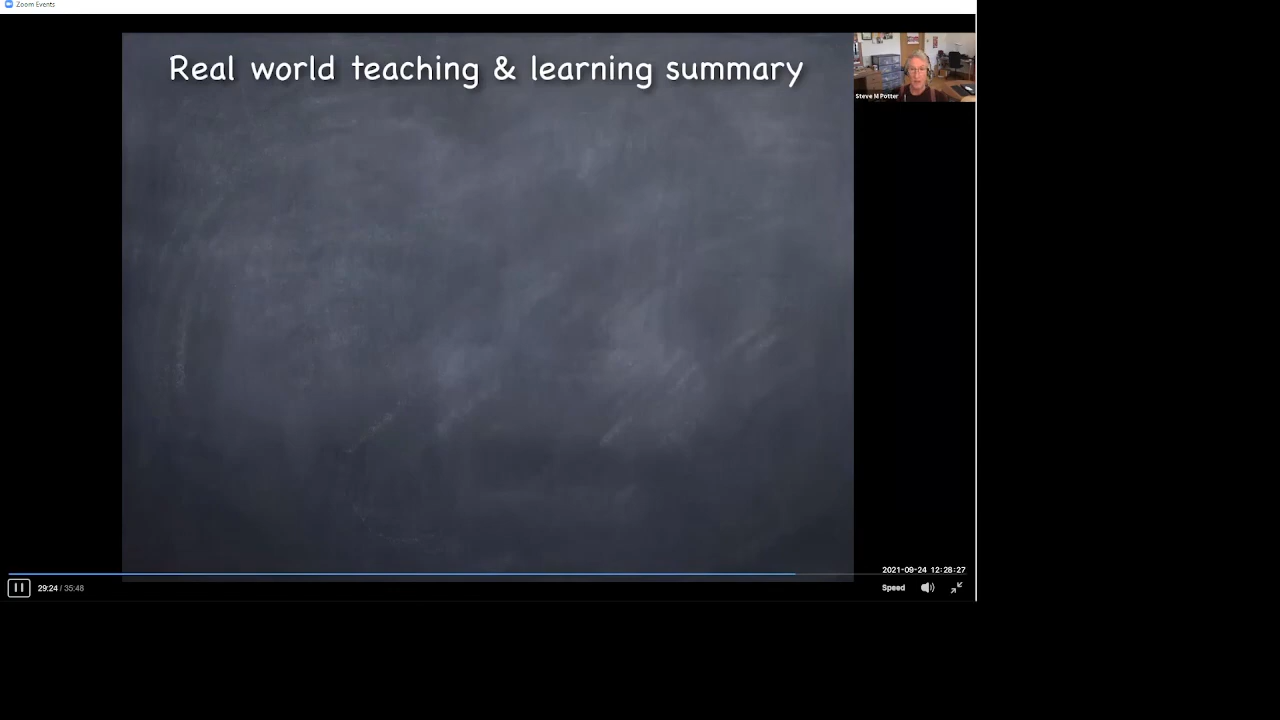 Zoom Events
Real world teaching & learning summary
Steve M Potter
2021-09-24 12:28:27
29:24 / 35:48
Speed